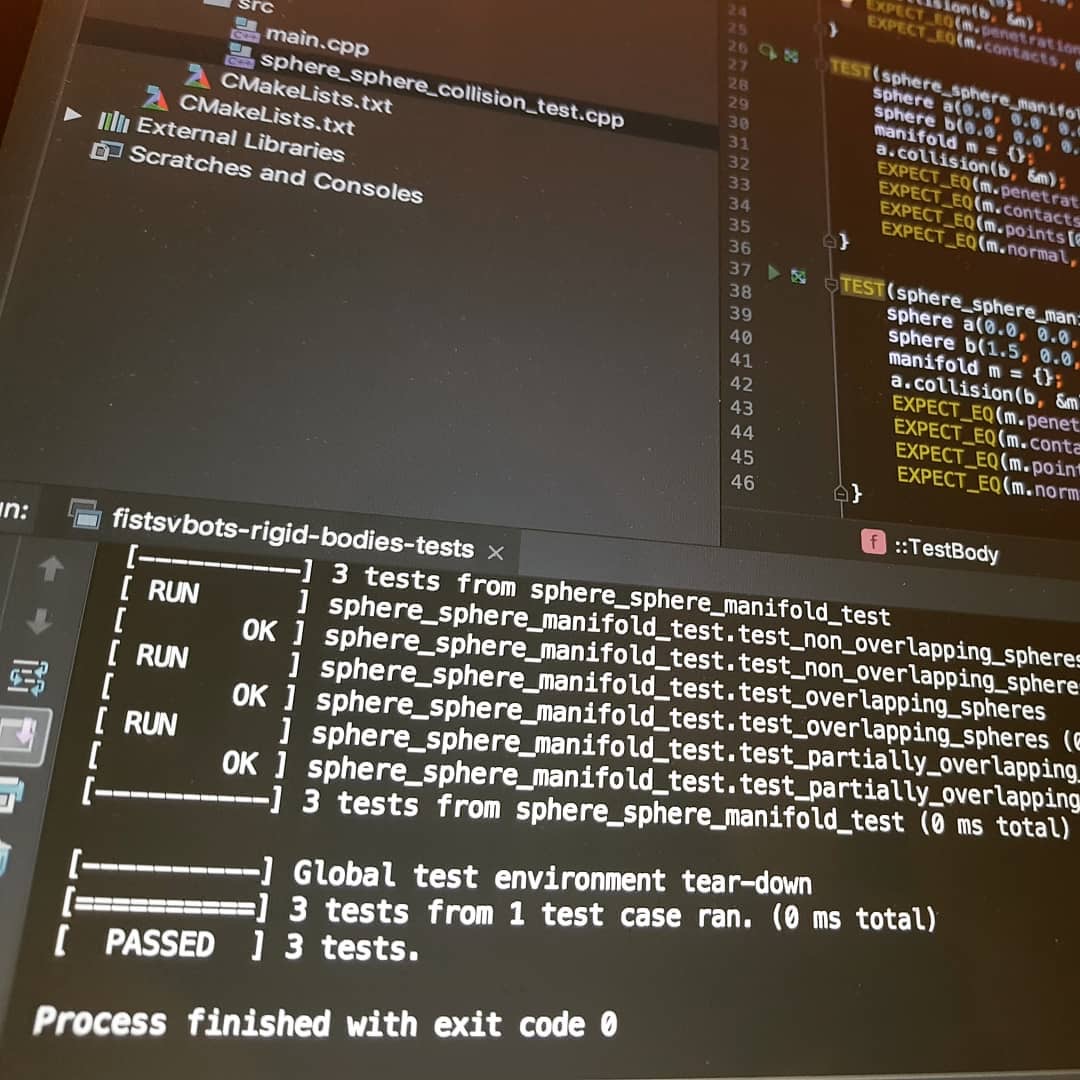 src
main.cpp
sphere_sphere_collision_test.cpp
CMakeLists.txt
CMakeLists.txt
External Libraries
Scratches and Consoles
24
25
26
27
28
29
30
31
32
33
34
35
36
37
38
39
40
41
42
43
44
45
46
EXPECT_EQ(m.penetration
EXPECT_EQ(m.contacts,
}
TEST(sphere_sphere_manifol
sphere a(0.0, 0.0, 0.
sphere b(0.0, 0.0, 0.
manifold m = {};
a.collision(b, &m);
EXPECT_EQ(m.penetrat
EXPECT_EQ(m.contacts
EXPECT_EQ(m.points[0
EXPECT_EQ(m.normal,
}
TEST(sphere_sphere_man
sphere a(0.0, 0.0,
sphere b(1.5, 0.0,
manifold m = {};
a.collision(b, &m
EXPECT_EQ(m.penet
EXPECT_EQ(m.conta
EXPECT_EQ(m.poin
EXPECT_EQ(m.norm
}
f ::TestBody
un: fistsvbots-rigid-bodies-tests ×
[----------] 3 tests from sphere_sphere_manifold_test
[ RUN      ] sphere_sphere_manifold_test.test_non_overlapping_spheres
[       OK ] sphere_sphere_manifold_test.test_non_overlapping_sphere
[ RUN      ] sphere_sphere_manifold_test.test_overlapping_spheres
[       OK ] sphere_sphere_manifold_test.test_overlapping_spheres (0
[ RUN      ] sphere_sphere_manifold_test.test_partially_overlapping_
[       OK ] sphere_sphere_manifold_test.test_partially_overlapping
[----------] 3 tests from sphere_sphere_manifold_test (0 ms total)
[----------] Global test environment tear-down
[==========] 3 tests from 1 test case ran. (0 ms total)
[  PASSED  ] 3 tests.
Process finished with exit code 0